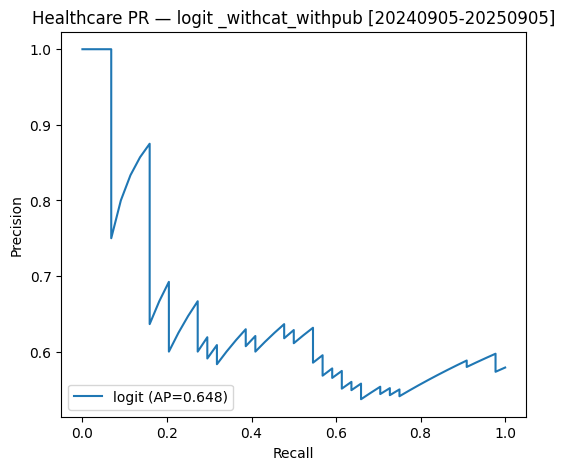 Healthcare PR — logit _withcat_withpub [20240905-20250905]
1.0
0.9
0.8
0.7
0.6
Precision
logit (AP=0.648)
0.0 0.2 0.4 0.6 0.8 1.0
Recall